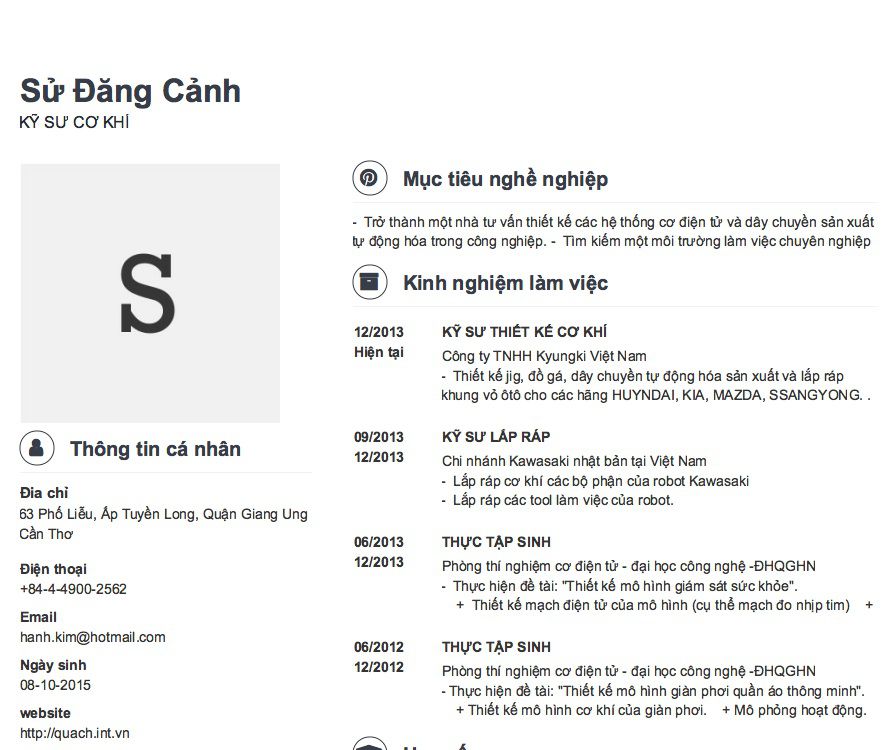 Sử Đăng Cảnh
KỸ SƯ CƠ KHÍ
S
Thông tin cá nhân
Đia chỉ
63 Phố Liễu, Ấp Tuyền Long, Quận Giang Ung
Cần Thơ
Điện thoại
+84-4-4900-2562
Email
hanh.kim@hotmail.com
Ngày sinh
08-10-2015
website
http://quach.int.vn
Mục tiêu nghề nghiệp
- Trở thành một nhà tư vấn thiết kế các hệ thống cơ điện tử và dây chuyền sản xuất
tự động hóa trong công nghiệp. - Tìm kiếm một môi trường làm việc chuyên nghiệp
Kinh nghiệm làm việc
12/2013
Hiện tại
KỸ SƯ THIẾT KẾ CƠ KHÍ
Công ty TNHH Kyungki Việt Nam
- Thiết kế jig, đồ gá, dây chuyền tự động hóa sản xuất và lắp ráp
khung vỏ ôtô cho các hãng HUYNDAI, KIA, MAZDA, SSANGYONG. .
09/2013
12/2013
KỸ SƯ LẮP RÁP
Chi nhánh Kawasaki nhật bản tại Việt Nam
- Lắp ráp cơ khí các bộ phận của robot Kawasaki
- Lắp ráp các tool làm việc của robot.
06/2013
12/2013
THỰC TẬP SINH
Phòng thí nghiệm cơ điện tử - đại học công nghệ -ĐHQGHN
- Thực hiện đề tài: "Thiết kế mô hình giám sát sức khỏe".
+ Thiết kế mạch điện tử của mô hình (cụ thể mạch đo nhịp tim) +
06/2012
12/2012
THỰC TẬP SINH
Phòng thí nghiệm cơ điện tử - đại học công nghệ -ĐHQGHN
- Thực hiện đề tài: "Thiết kế mô hình giàn phơi quần áo thông minh".
+ Thiết kế mô hình cơ khí của giàn phơi. + Mô phỏng hoạt động.